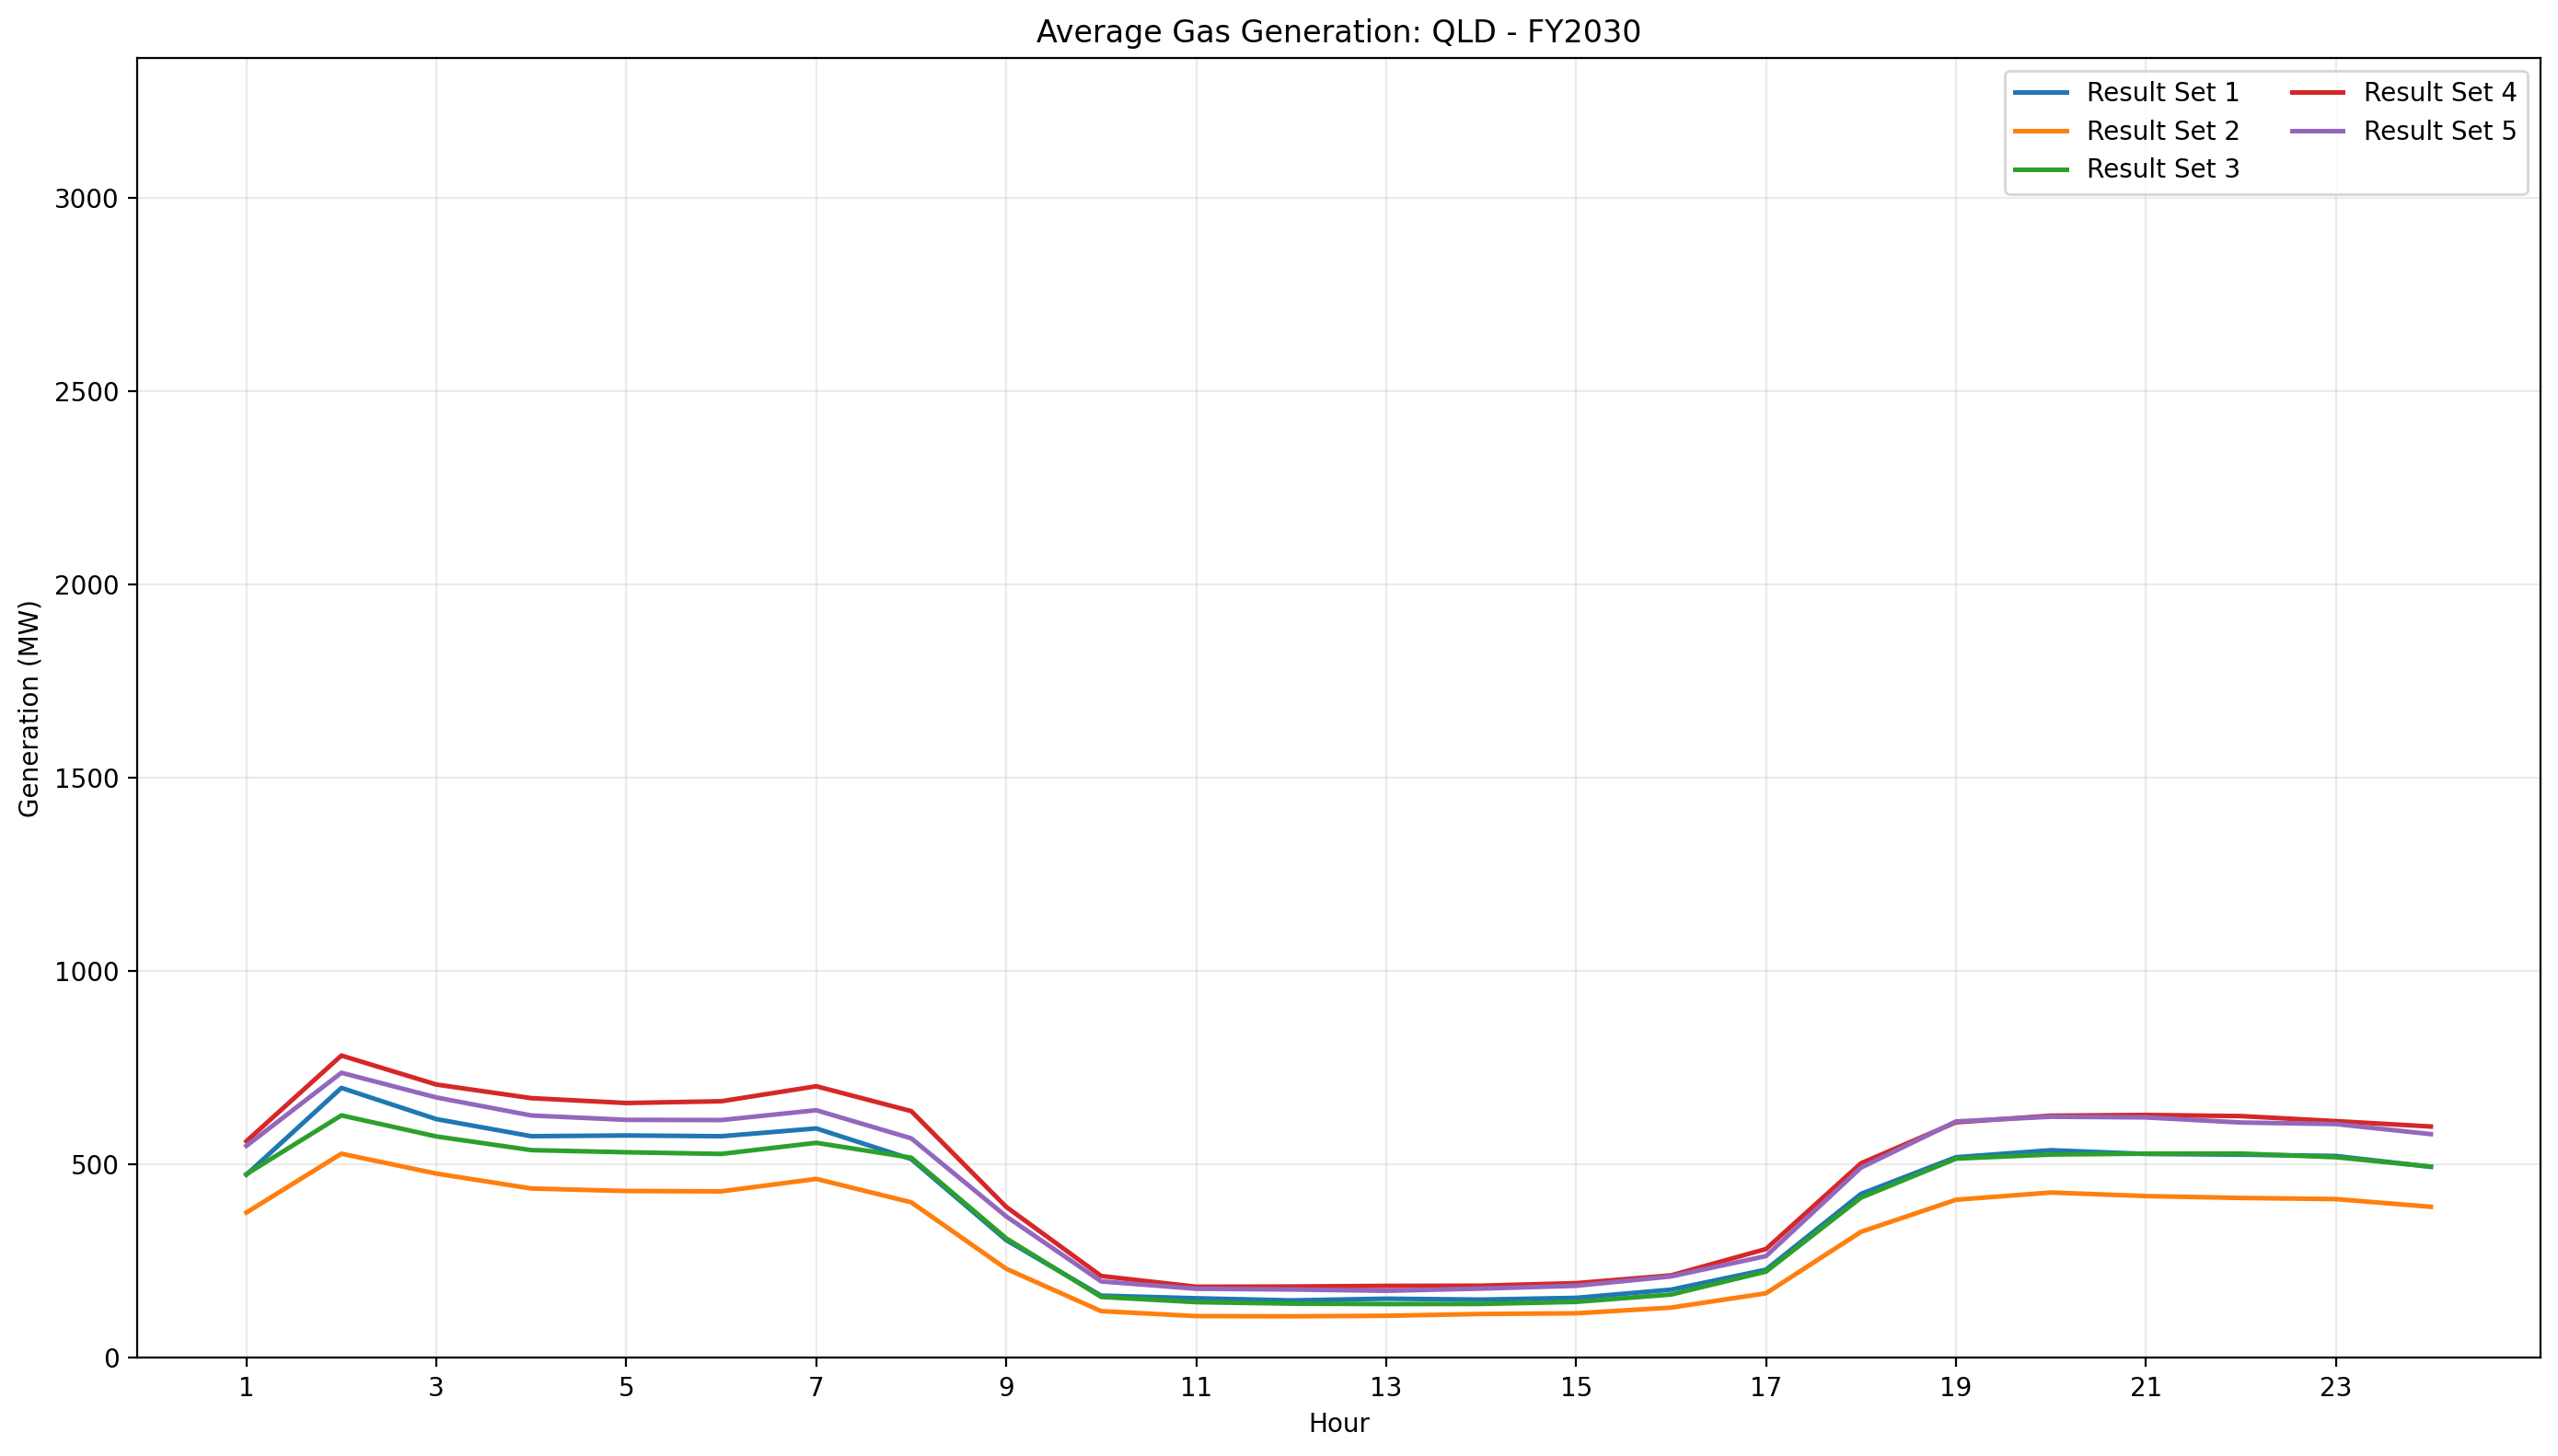 Average Gas Generation: QLD - FY2030
Result Set 1
Result Set 2
Result Set 3
Result Set 4
Result Set 5
Generation (MW)
3000
2500
2000
1500
1000
500
0
1 3 5 7 9 11 13 15 17 19 21 23
Hour